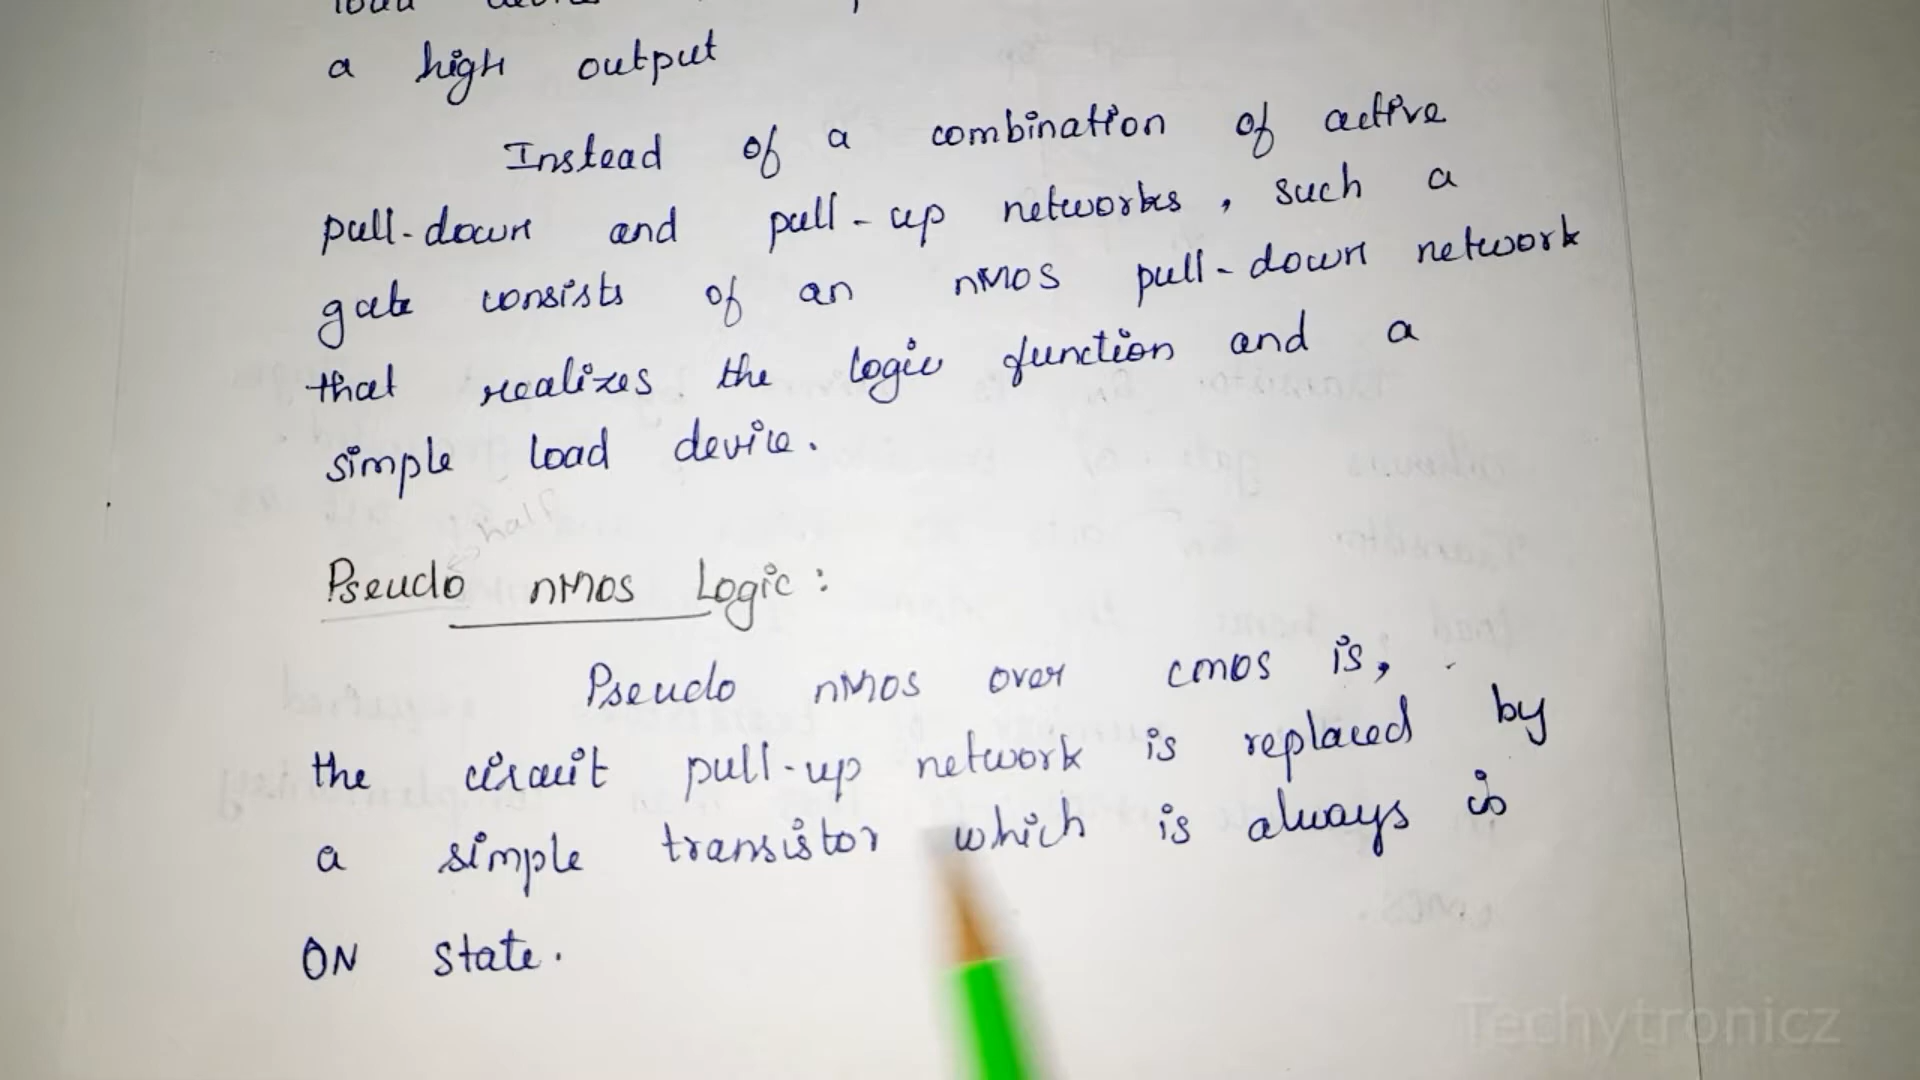 load
a high output
Instead of a combination of active
pull-down and pull-up networks, such a
gate consists of an nMOS pull-down network
that realizes the logic function and a
simple load device.
half
Pseudo nMOS Logic:
Pseudo nMOS over CMOS is,
the circuit pull-up network is replaced by
a simple transistor which is always is
ON state.
Techytronicz